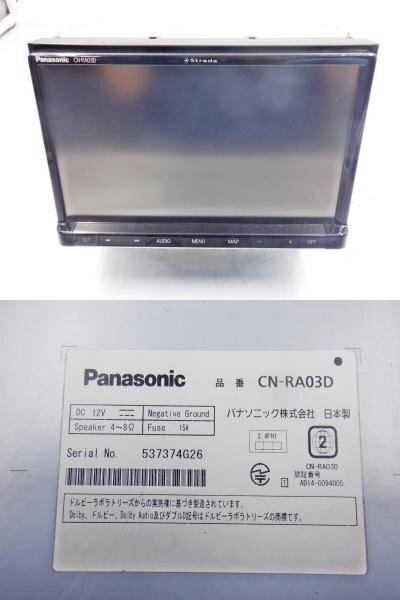 Panasonic CN-RA03D
Strada
TILT AUDIO MENU MAP − + OFF
Panasonic 品番 CN-RA03D
DC 12V Negative Ground
Speaker 4~8Ω Fuse 15A
パナソニック株式会社 日本製
2.4FH1
2
Serial No. 537374G26
CN-RA03D
T 認証番号
AD14-0094005
ドルビーラボラトリーズからの実施権に基づき製造されています。
Dolby、ドルビー、Dolby Audio及びダブルD記号はドルビーラボラトリーズの商標です。